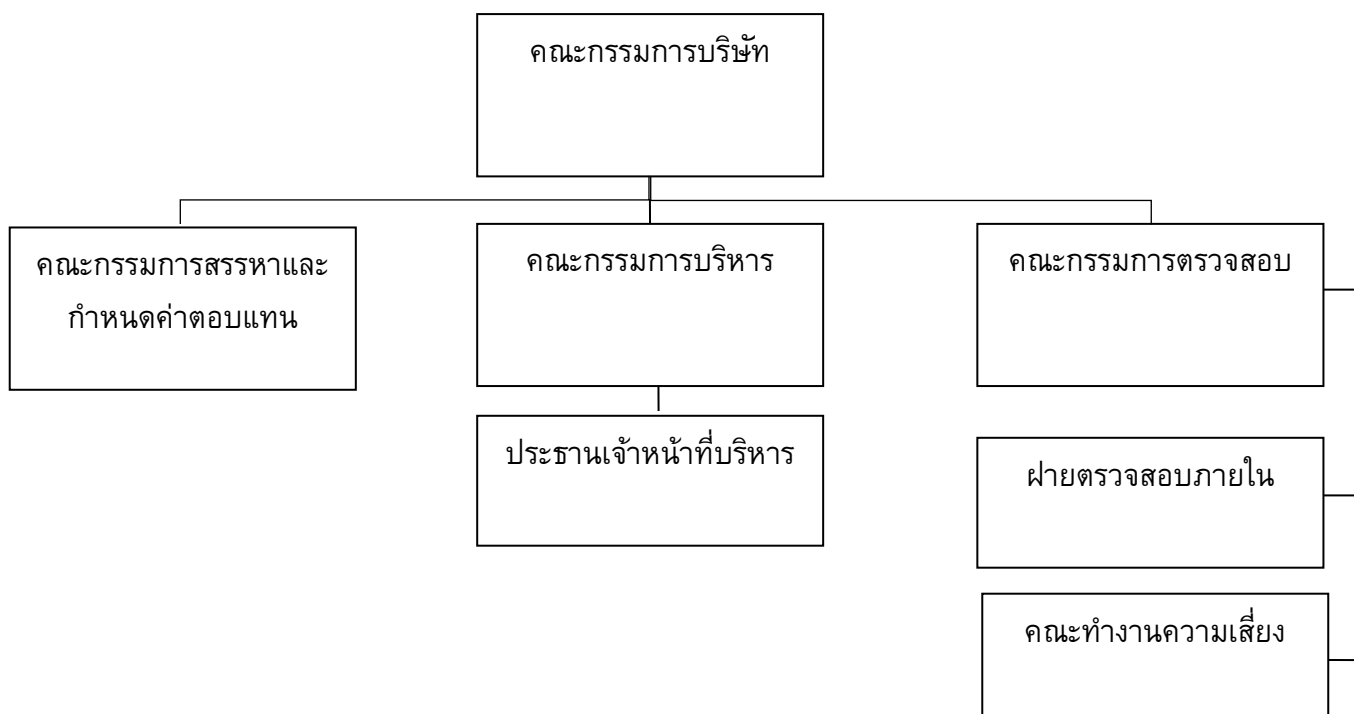 คณะกรรมการบริษัท
คณะกรรมการสรรหาและ
กำหนดค่าตอบแทน
คณะกรรมการบริหาร
คณะกรรมการตรวจสอบ
ประธานเจ้าหน้าที่บริหาร
ฝ่ายตรวจสอบภายใน
คณะทำงานความเสี่ยง